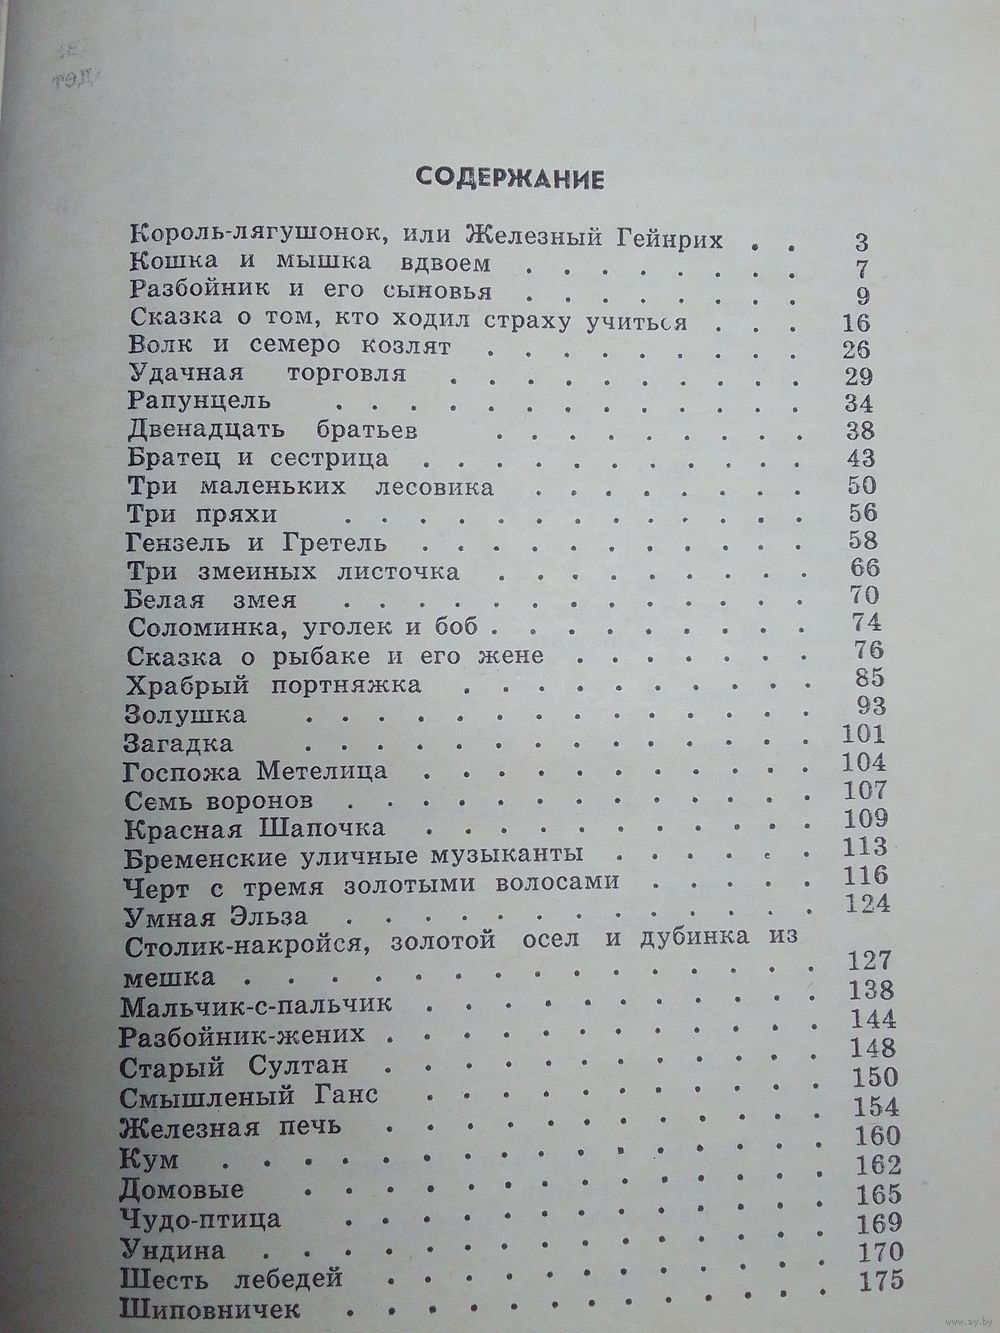 СОДЕРЖАНИЕ
Король-лягушонок, или Железный Гейнрих . . 3
Кошка и мышка вдвоем . . . . . . . . 7
Разбойник и его сыновья . . . . . . . . 9
Сказка о том, кто ходил страху учиться . . . 16
Волк и семеро козлят . . . . . . . . . 26
Удачная торговля . . . . . . . . . . 29
Рапунцель . . . . . . . . . . . . . 34
Двенадцать братьев . . . . . . . . . 38
Братец и сестрица . . . . . . . . . . . 43
Три маленьких лесовика . . . . . . . . 50
Три пряхи . . . . . . . . . . . . . 56
Гензель и Гретель . . . . . . . . . . . 58
Три змеиных листочка . . . . . . . . . 66
Белая змея . . . . . . . . . . . . . 70
Соломинка, уголек и боб . . . . . . . . . 74
Сказка о рыбаке и его жене . . . . . . . 76
Храбрый портняжка . . . . . . . . . . 85
Золушка . . . . . . . . . . . . . . 93
Загадка . . . . . . . . . . . . . . 101
Госпожа Метелица . . . . . . . . . . . 104
Семь воронов . . . . . . . . . . . . . 107
Красная Шапочка . . . . . . . . . . . 109
Бременские уличные музыканты . . . . . . 113
Черт с тремя золотыми волосами . . . . . 116
Умная Эльза . . . . . . . . . . . . . 124
Столик-накройся, золотой осел и дубинка из
мешка . . . . . . . . . . . . . . . 127
Мальчик-с-пальчик . . . . . . . . . . . 138
Разбойник-жених . . . . . . . . . . . . 144
Старый Султан . . . . . . . . . . . . 148
Смышленый Ганс . . . . . . . . . . . 150
Железная печь . . . . . . . . . . . . 154
Кум . . . . . . . . . . . . . . . . 160
Домовые . . . . . . . . . . . . . . 162
Чудо-птица . . . . . . . . . . . . . 165
Ундина . . . . . . . . . . . . . . . 169
Шесть лебедей . . . . . . . . . . . . 170
Шиповничек . . . . . . . . . . . . . 175
www.ay.by